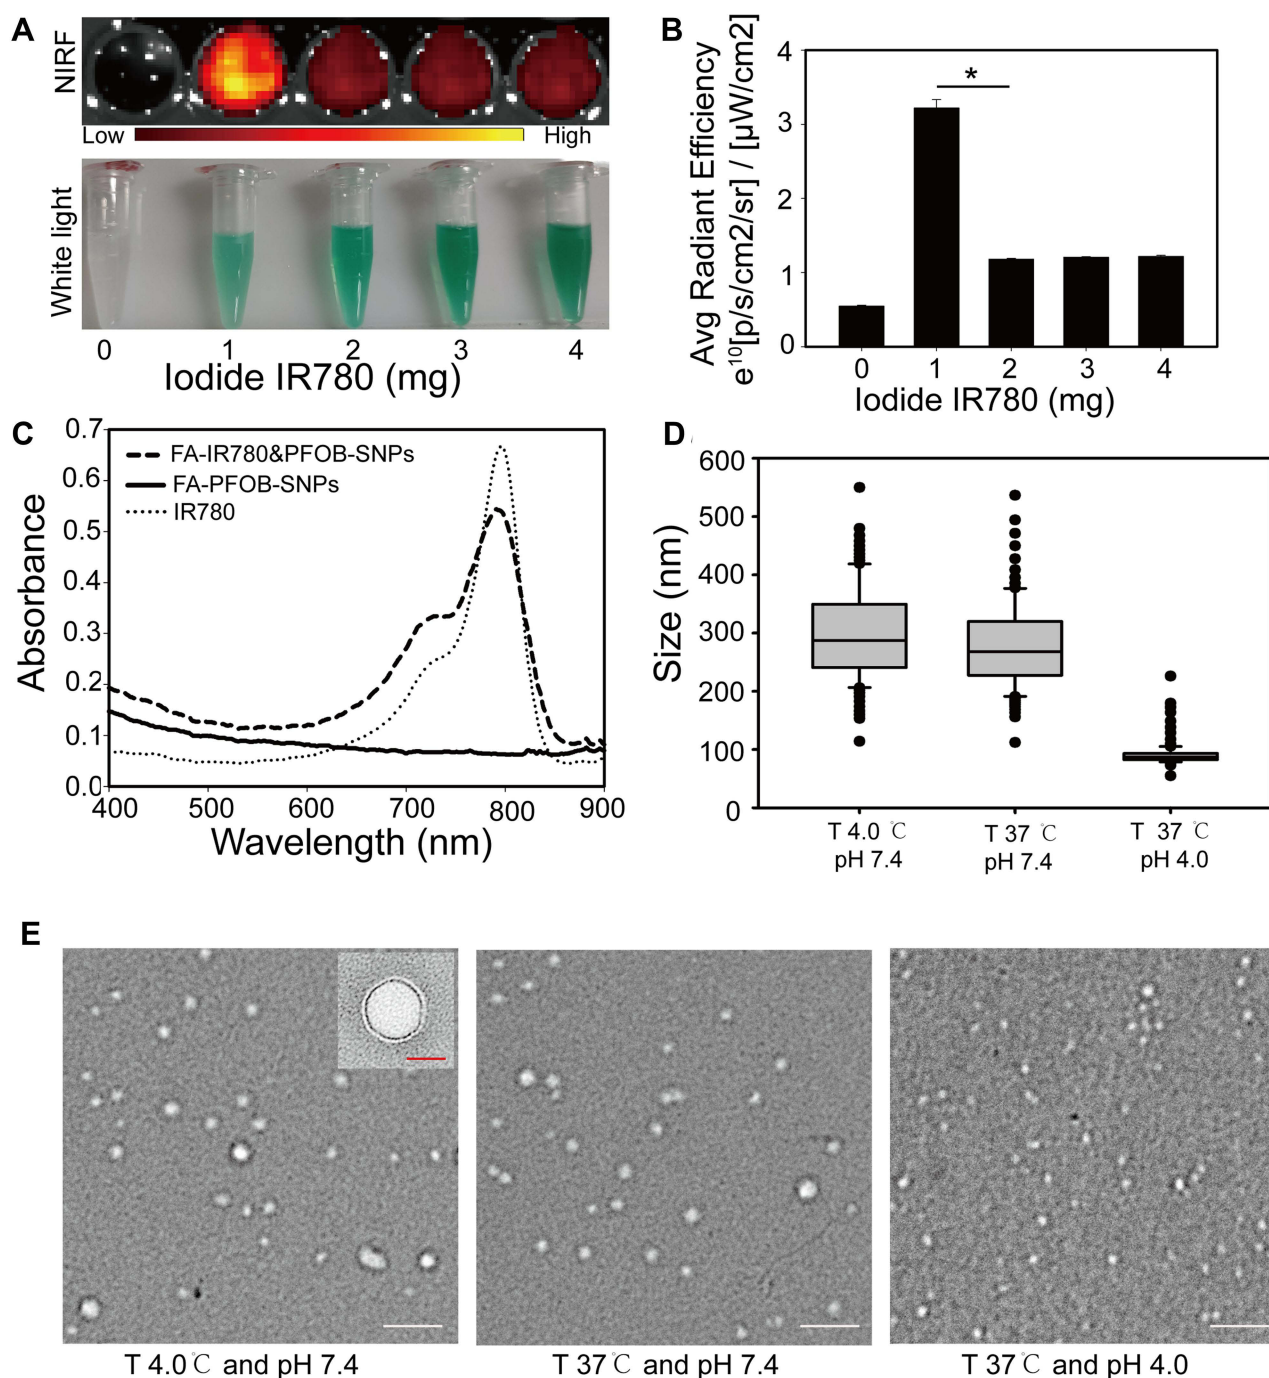 A
NIRF
Low
High
White light
0 1 2 3 4
Iodide IR780 (mg)
B
Avg Radiant Efficiency
e¹⁰[p/s/cm2/sr] / [µW/cm2]
4
3
2
1
0
*
0 1 2 3 4
Iodide IR780 (mg)
C
Absorbance
0.7
0.6
0.5
0.4
0.3
0.2
0.1
0.0
FA-IR780&PFOB-SNPs
FA-PFOB-SNPs
IR780
400 500 600 700 800 900
Wavelength (nm)
D
Size (nm)
600
500
400
300
200
100
0
T 4.0 ℃
pH 7.4
T 37 ℃
pH 7.4
T 37 ℃
pH 4.0
E
T 4.0℃ and pH 7.4
T 37℃ and pH 7.4
T 37℃ and pH 4.0